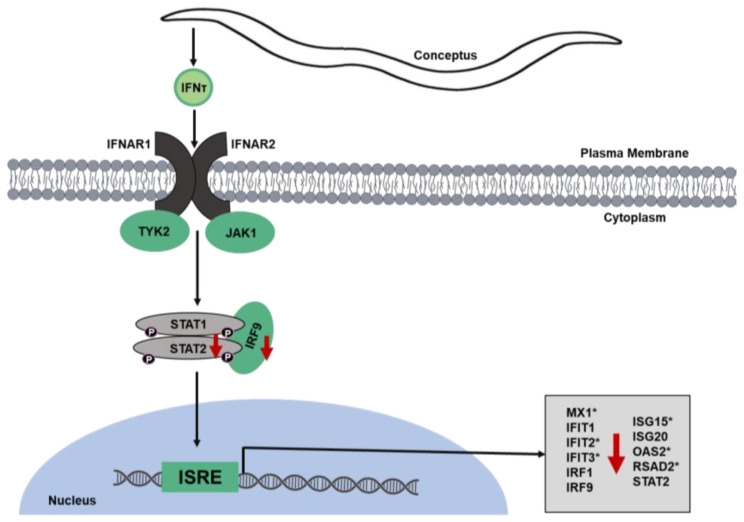 Conceptus
IFNτ
IFNAR1
IFNAR2
Plasma Membrane
Cytoplasm
TYK2
JAK1
STAT1
P
P
IRF9
STAT2
P
P
ISRE
Nucleus
MX1*
IFIT1
IFIT2*
IFIT3*
IRF1
IRF9
ISG15*
ISG20
OAS2*
RSAD2*
STAT2